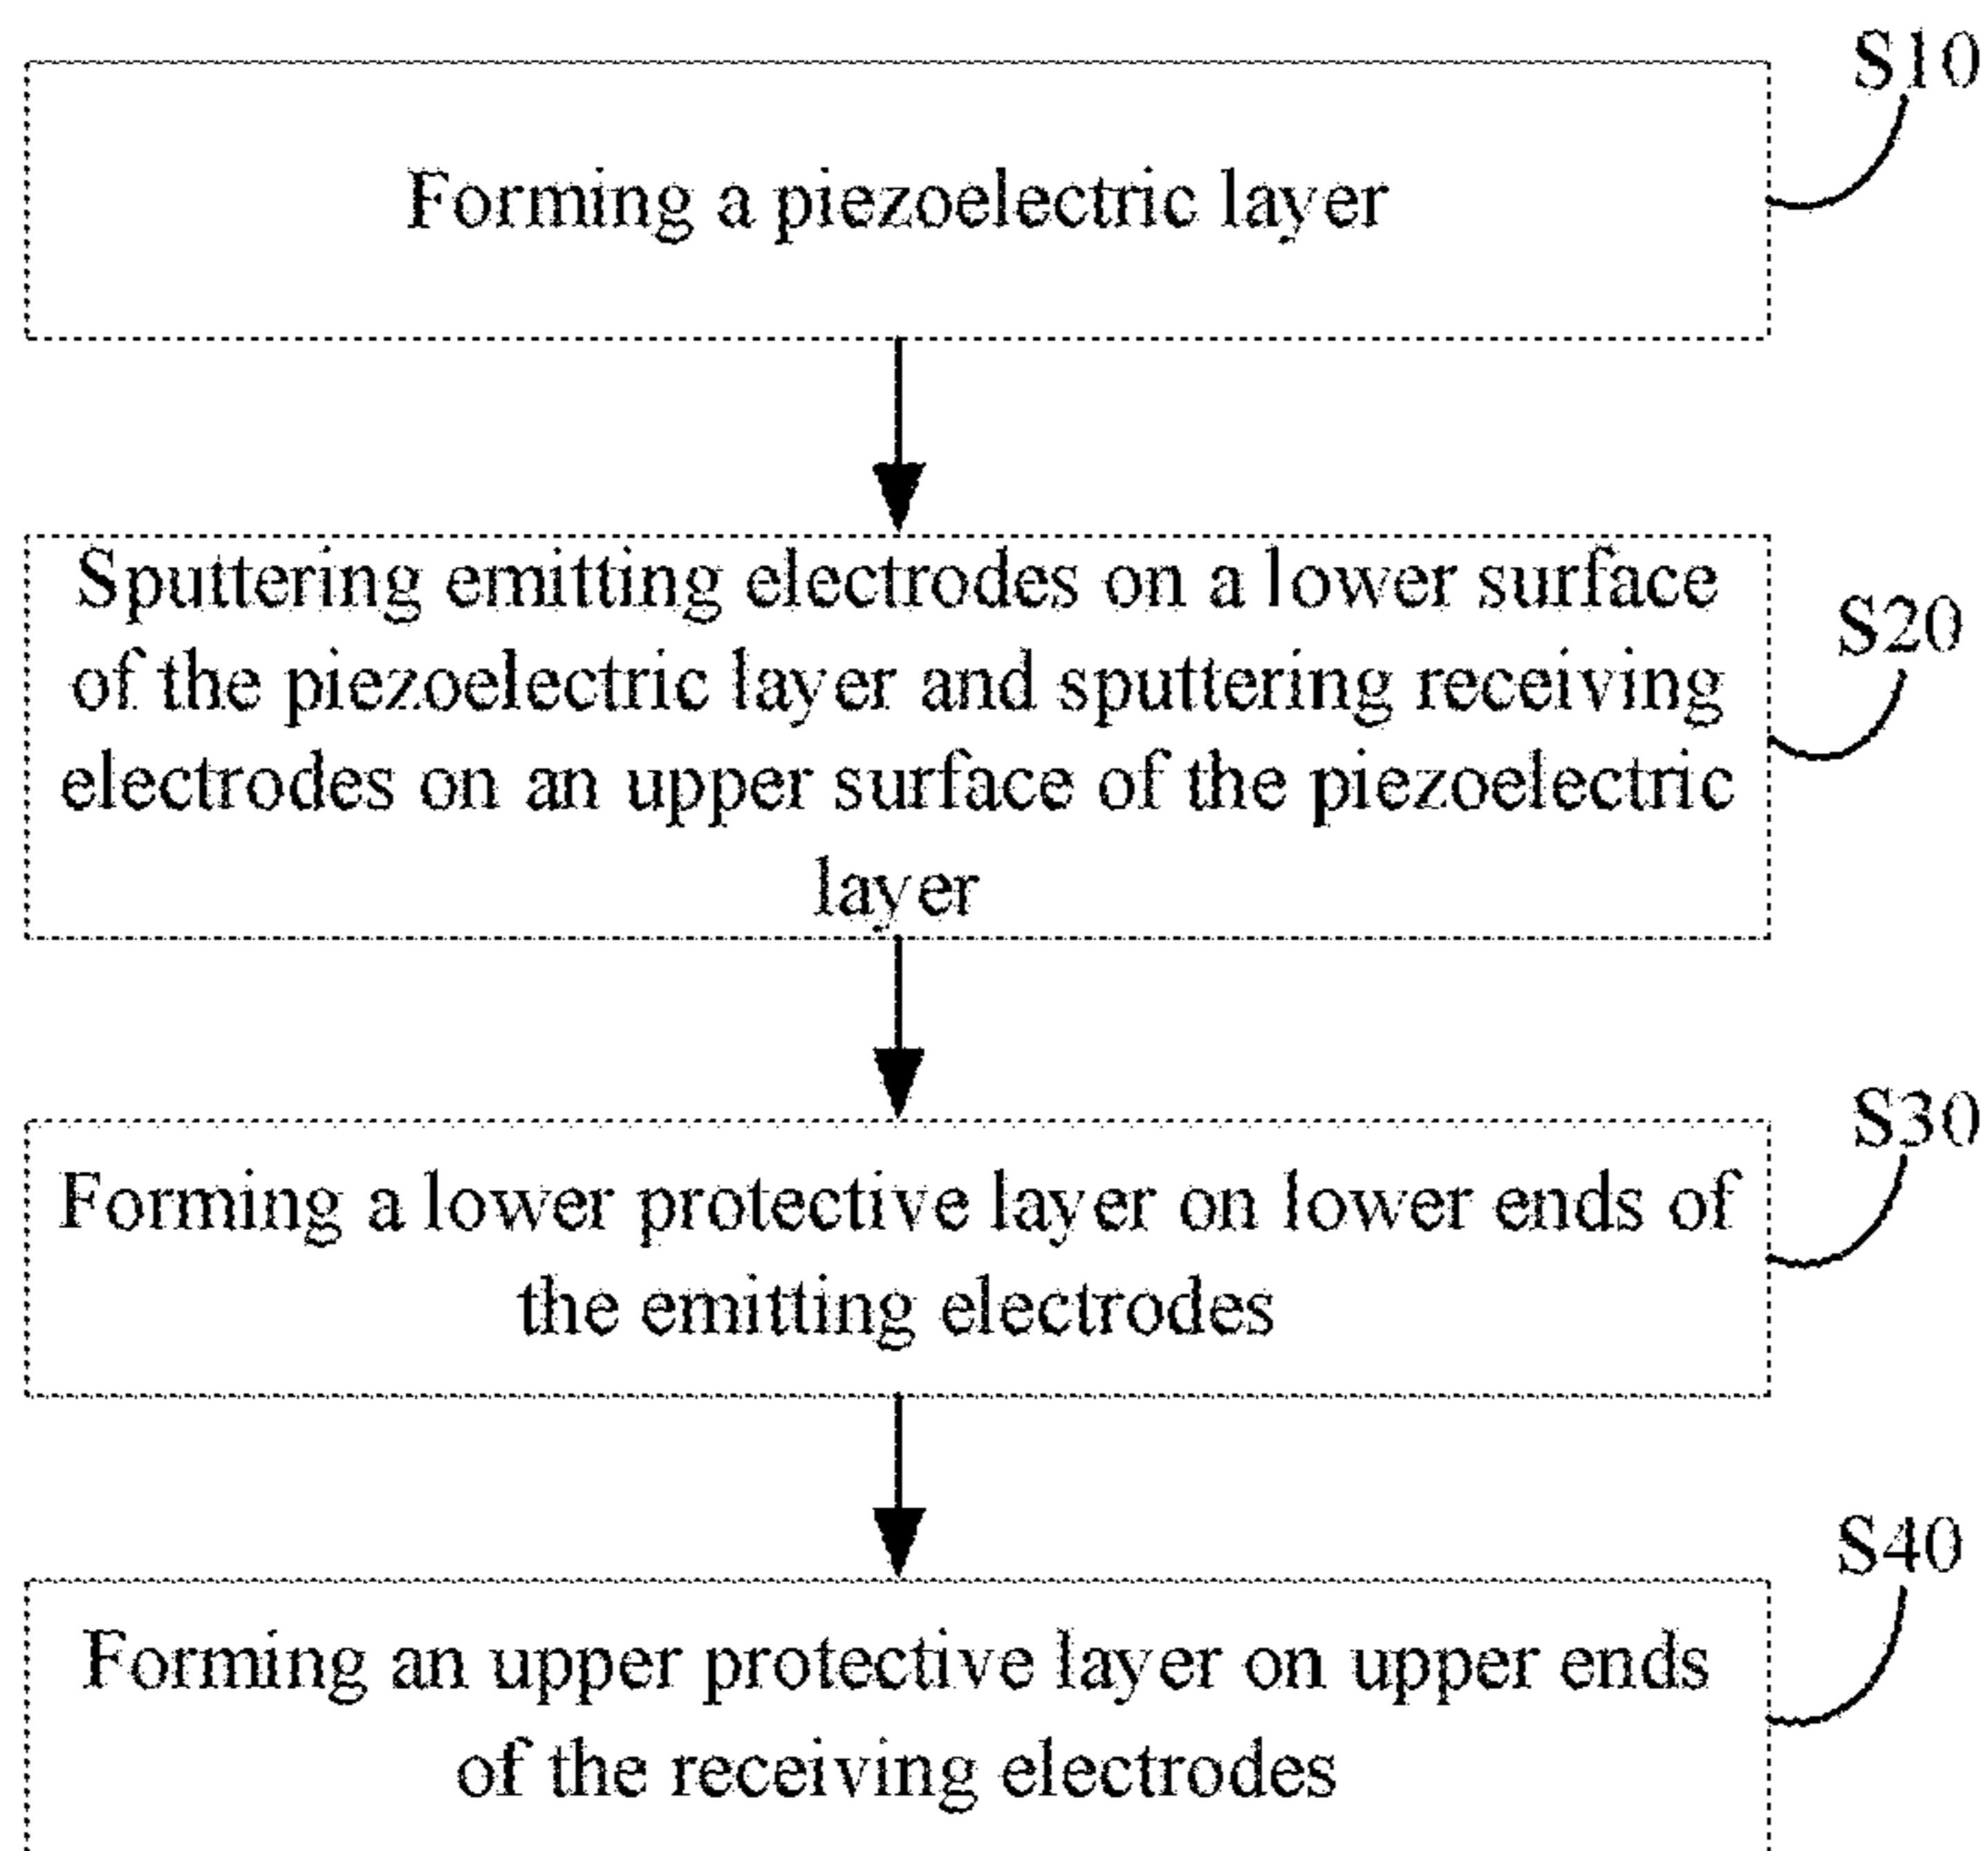 S10
Forming a piezoelectric layer
Sputtering emitting electrodes on a lower surface
of the piezoelectric layer and sputtering receiving
electrodes on an upper surface of the piezoelectric
layer
S20
S30
Forming a lower protective layer on lower ends of
the emitting electrodes
S40
Forming an upper protective layer on upper ends
of the receiving electrodes